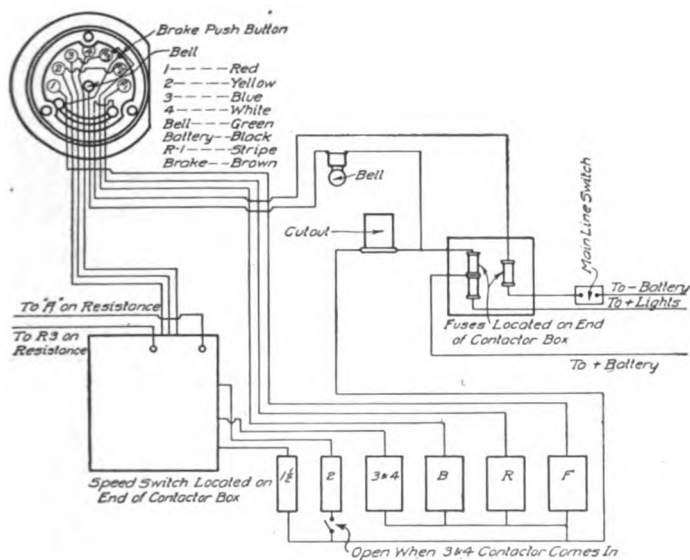 Brake Push Button
Bell
1 ---- Red
2 ---- Yellow
3 ---- Blue
4 ---- White
Bell --- Green
Battery -- Black
R-1 ---- Stripe
Brake --- Brown
1
2
3
Bell
Cutout
Main Line Switch
To - Battery
To + Lights
Fuses Located on End
of Contactor Box
To + Battery
To "A" on Resistance
To R3 on
Resistance
Speed Switch Located on
End of Contactor Box
1½
2
3&4
B
R
F
Open When 3&4 Contactor Comes In